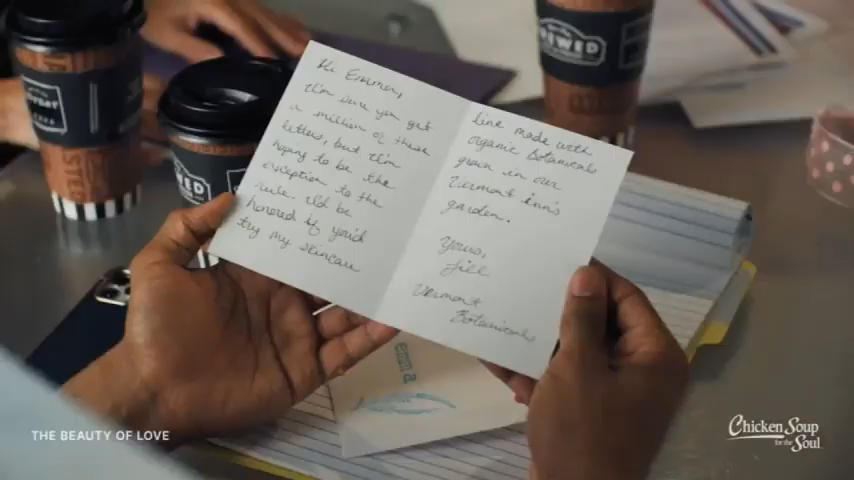 Hi Erramon,
I'm sure you get
a million of these
letters, but I'm
hoping to be the
exception to the
rule. I'd be
honored if you'd
try my skincare
line made with
organic Botanicals
grown in our
Vermont inn's
garden.
Yours,
Jill
Vermont
Botanicals
BREWED
THE BEAUTY OF LOVE
Chicken Soup
for the Soul